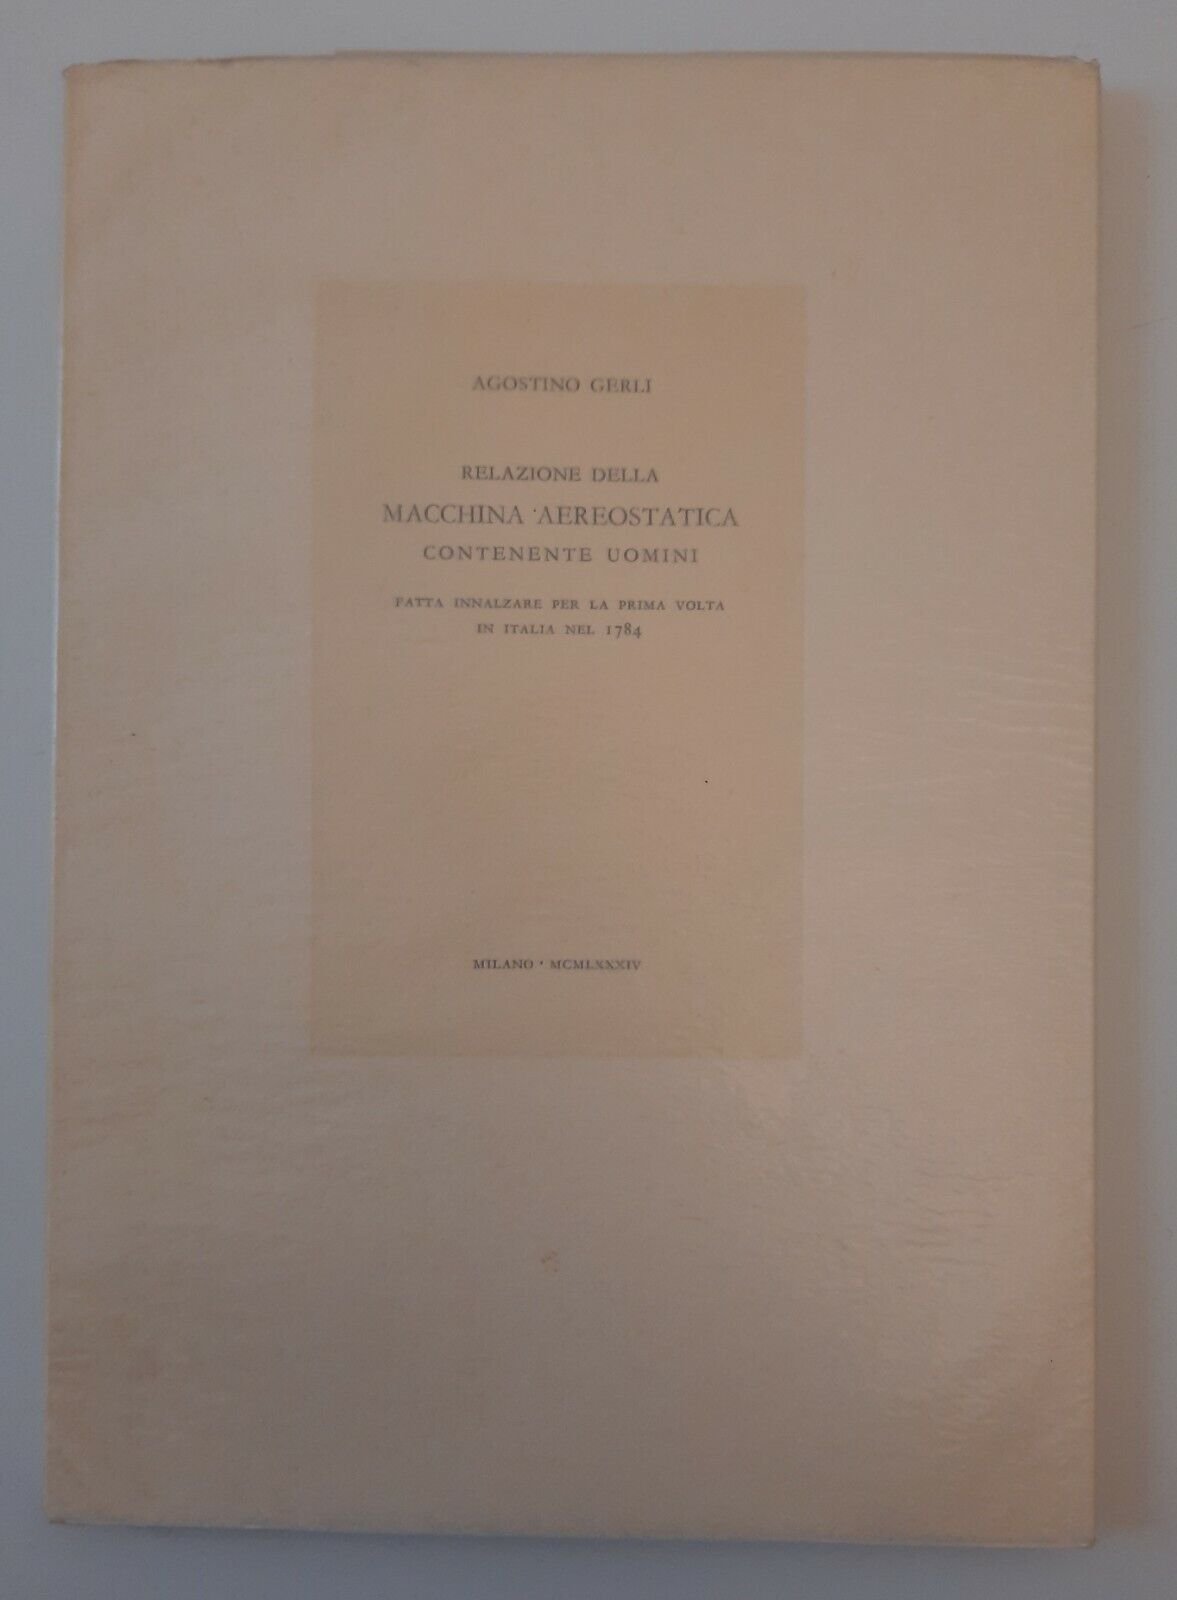 AGOSTINO GERLI
RELAZIONE DELLA
MACCHINA AEREOSTATICA
CONTENENTE UOMINI
FATTA INNALZARE PER LA PRIMA VOLTA
IN ITALIA NEL 1784
MILANO · MCMLXXXIV